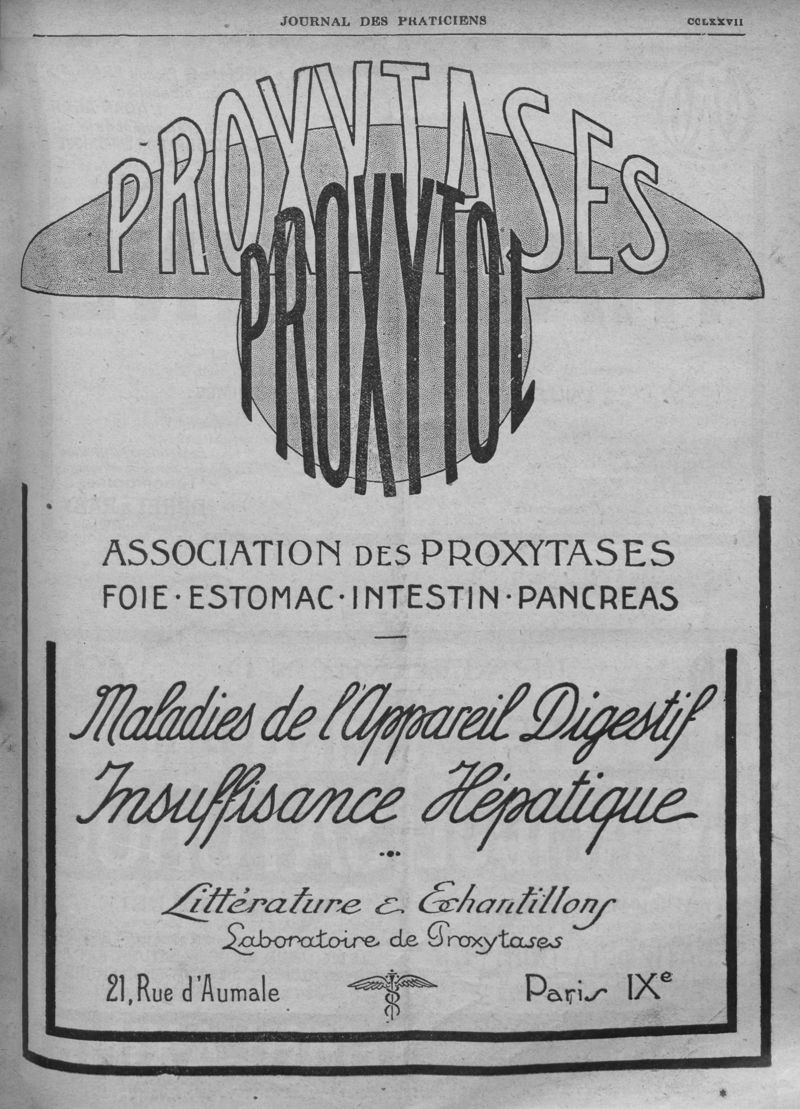 JOURNAL DES PRATICIENS CCLXXVII
PROXYTASES
PROXYTOL
ASSOCIATION DES PROXYTASES
FOIE · ESTOMAC · INTESTIN · PANCREAS
Maladies de l'Appareil Digestif
Insuffisance Hépatique
Littérature & Echantillons
Laboratoire de Proxytases
21, Rue d'Aumale Paris IXe
*